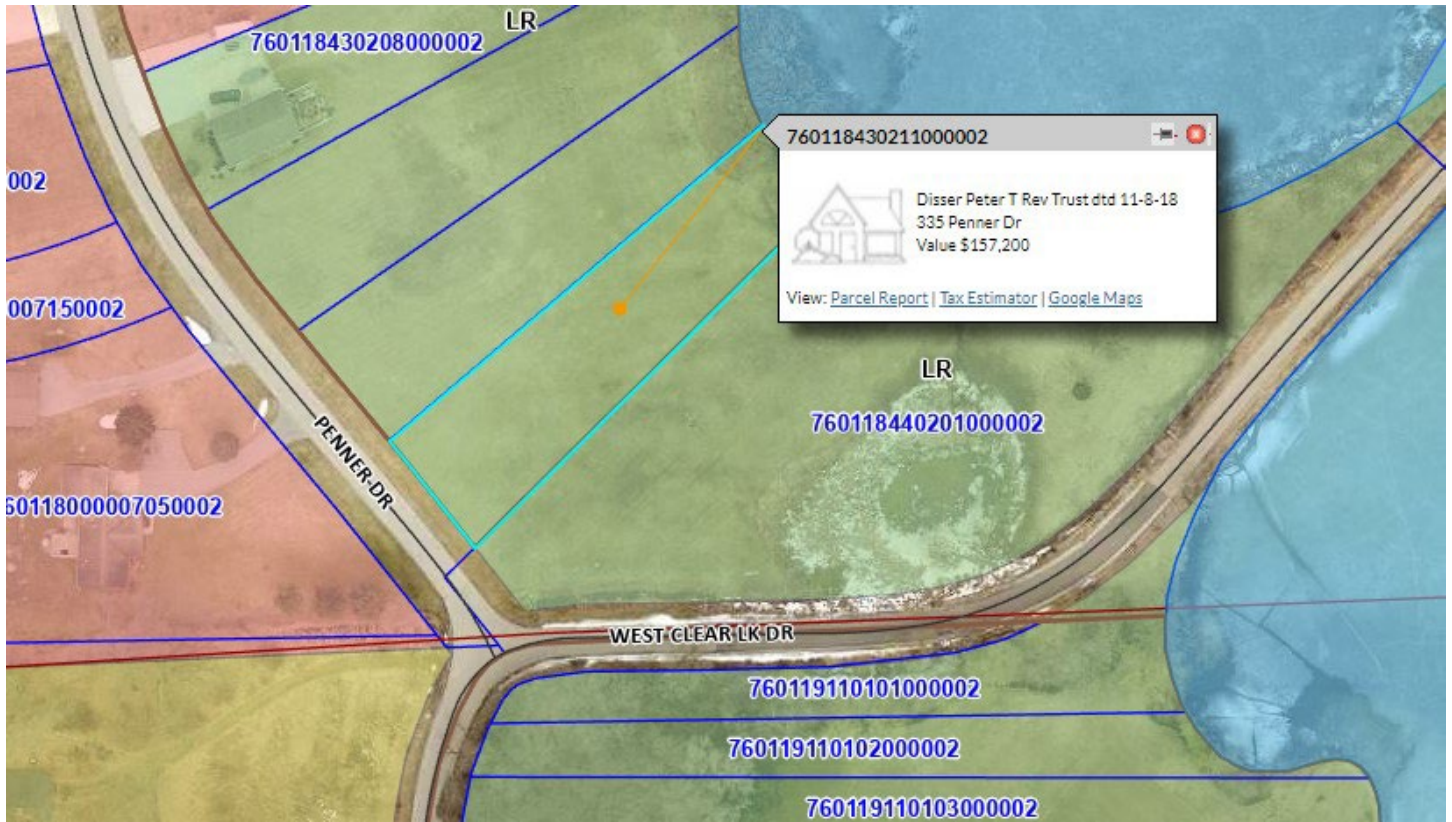 LR
760118430208000002
760118430211000002
Disser Peter T Rev Trust dtd 11-8-18
335 Penner Dr
Value $157,200
View: Parcel Report | Tax Estimator | Google Maps
002
007150002
LR
760118440201000002
PENNER DR
60118000007050002
WEST CLEAR LK DR
760119110101000002
760119110102000002
760119110103000002